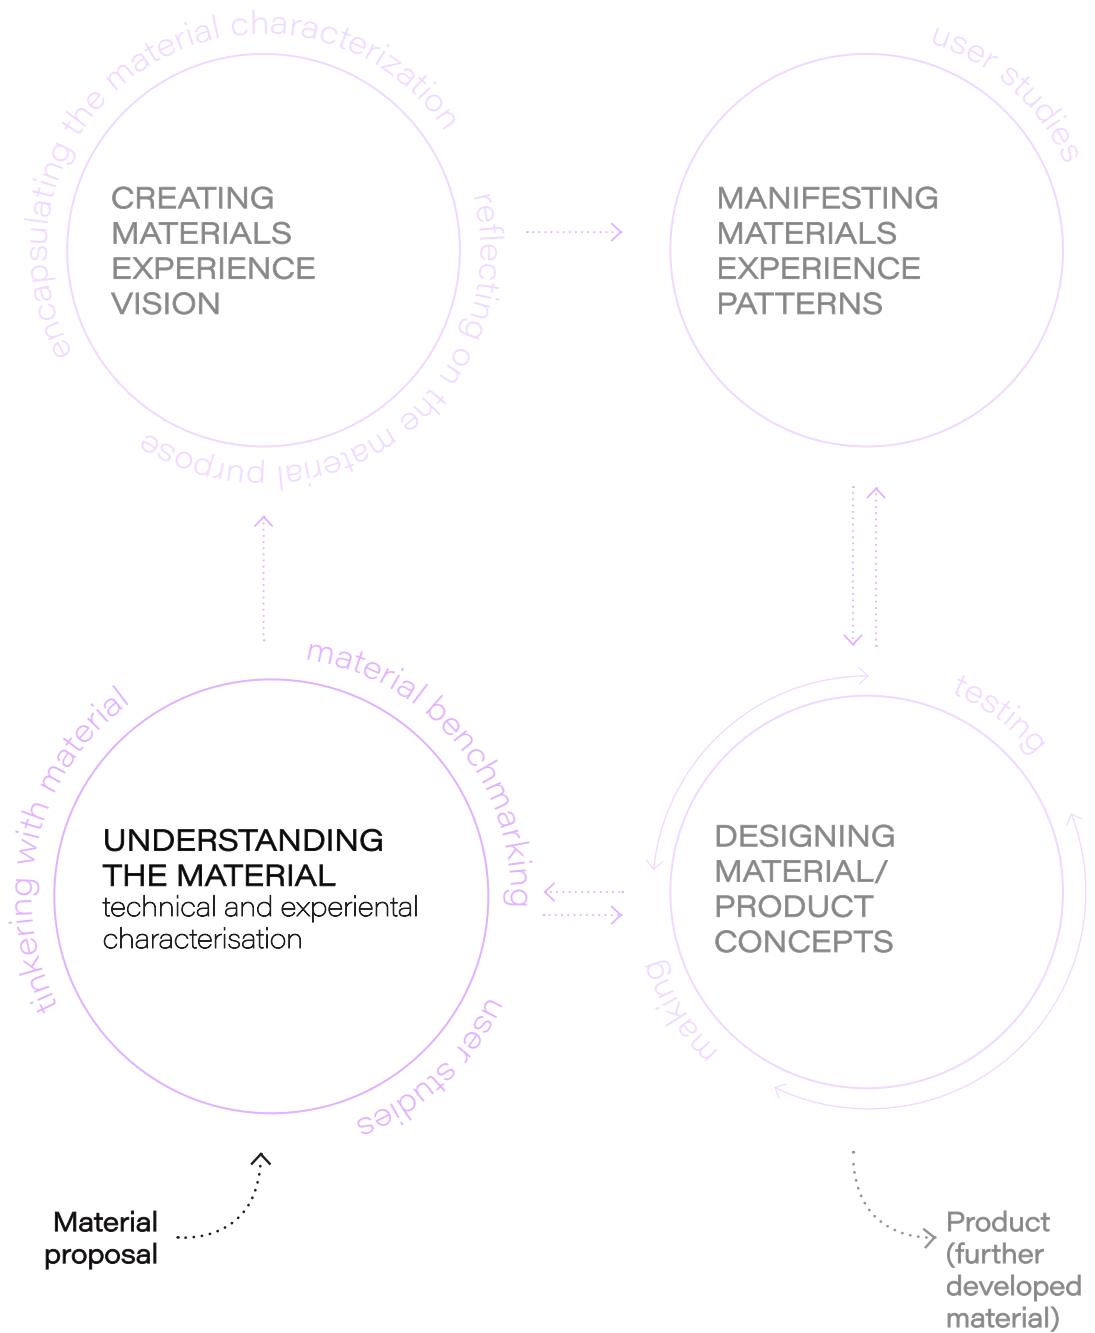 encapsulating the material characterization
reflecting on the material purpose
CREATING
MATERIALS
EXPERIENCE
VISION
user studies
MANIFESTING
MATERIALS
EXPERIENCE
PATTERNS
tinkering with material
material benchmarking
user studies
UNDERSTANDING
THE MATERIAL
technical and experiental
characterisation
testing
making
DESIGNING
MATERIAL/
PRODUCT
CONCEPTS
Material
proposal
Product
(further
developed
material)